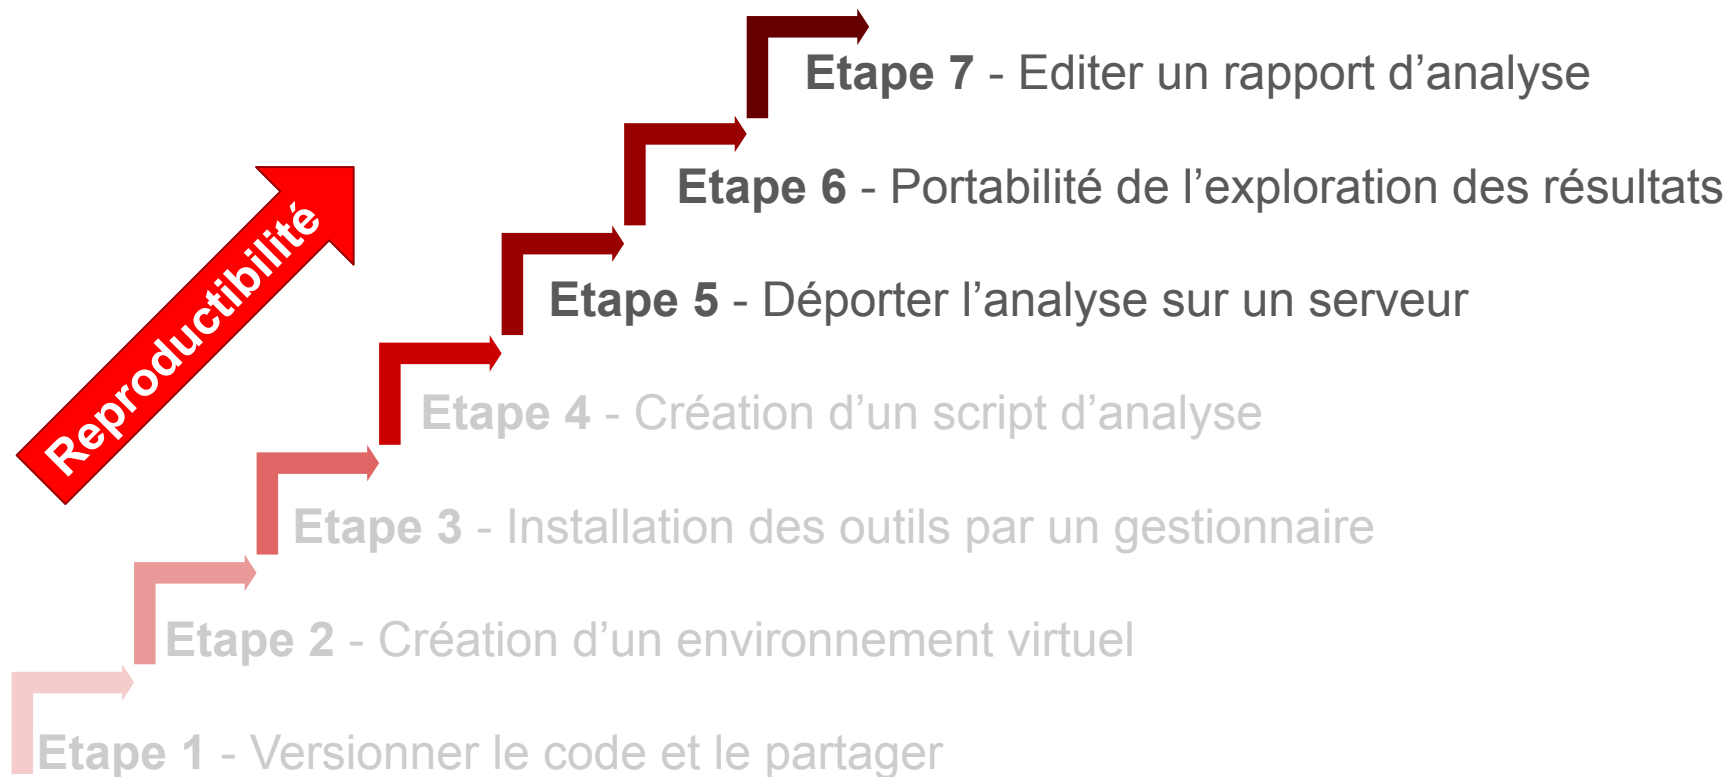 Etape 7 - Editer un rapport d’analyse
Etape 6 - Portabilité de l’exploration des résultats
Reproductibilité
Etape 5 - Déporter l’analyse sur un serveur
Etape 4 - Création d’un script d’analyse
Etape 3 - Installation des outils par un gestionnaire
Etape 2 - Création d’un environnement virtuel
Etape 1 - Versionner le code et le partager